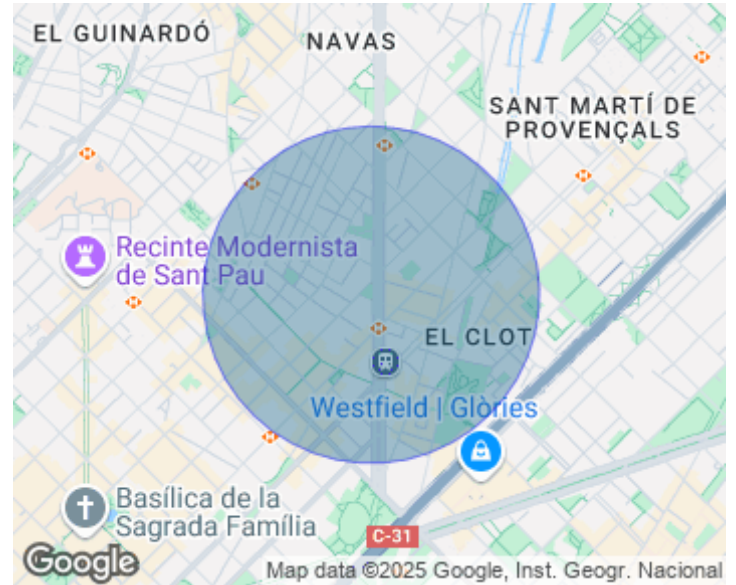 EL GUINARDÓ
NAVAS
SANT MARTÍ DE
PROVENÇALS
Recinte Modernista
de Sant Pau
EL CLOT
Westfield | Glòries
Basílica de la
Sagrada Família
C-31
Google
Map data ©2025 Google, Inst. Geogr. Nacional